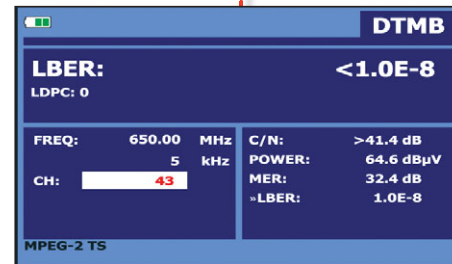 DTMB
LBER: <1.0E-8
LDPC: 0
FREQ: 650.00 MHz
5 kHz
CH: 43
C/N: >41.4 dB
POWER: 64.6 dBµV
MER: 32.4 dB
»LBER: 1.0E-8
MPEG-2 TS